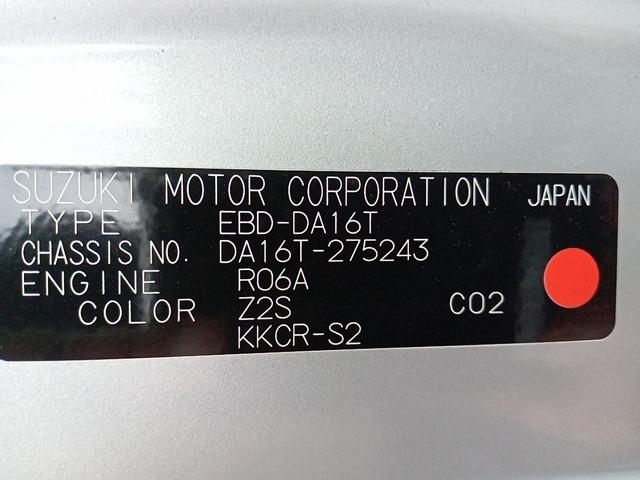 SUZUKI MOTOR CORPORATION JAPAN
TYPE EBD-DA16T
CHASSIS NO. DA16T-275243
ENGINE R06A
COLOR Z2S C02
KKCR-S2